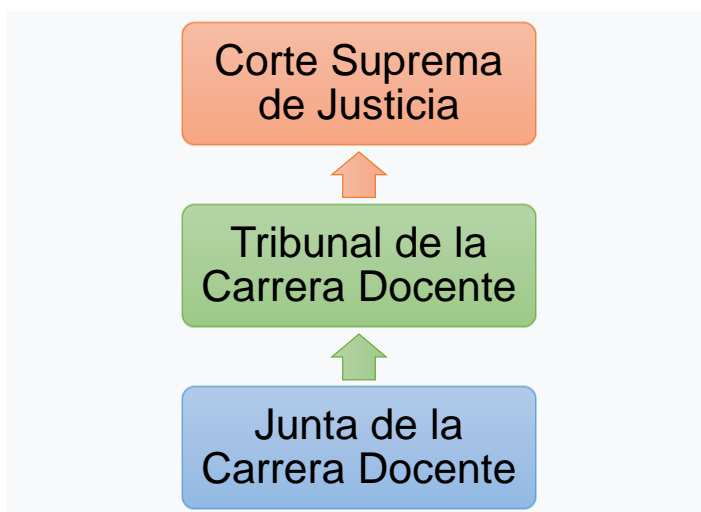 Corte Suprema
de Justicia
Tribunal de la
Carrera Docente
Junta de la
Carrera Docente